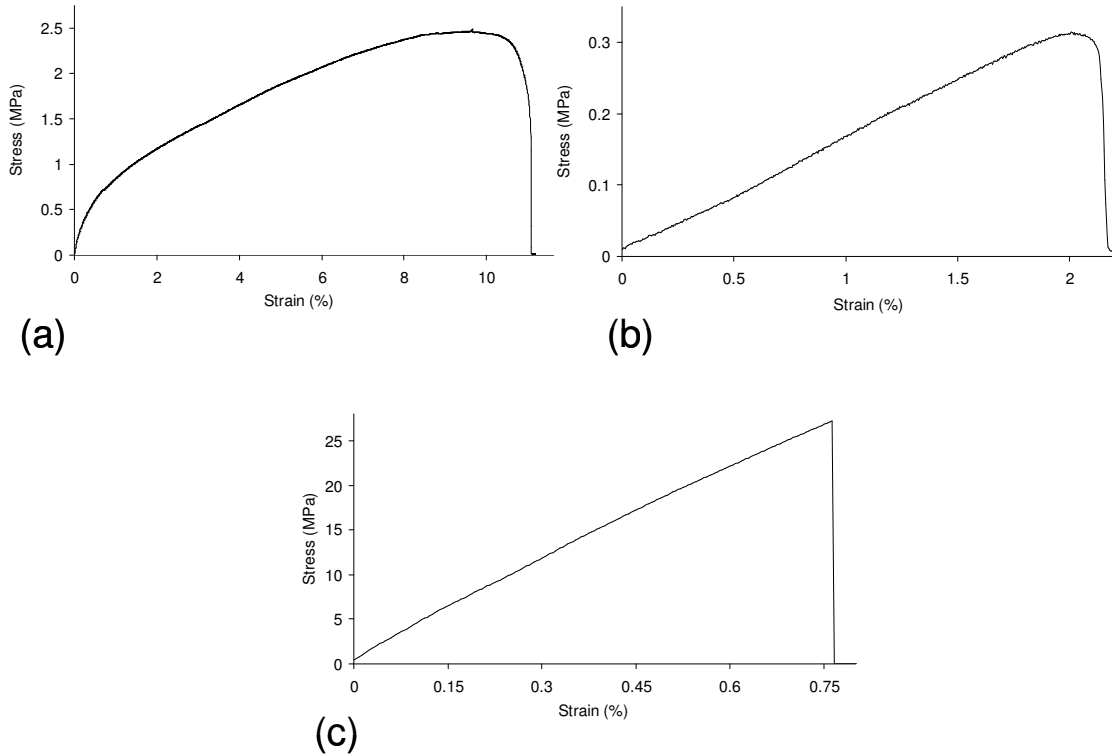 2.5
2
1.5
1
0.5
0
Stress (MPa)
0 2 4 6 8 10
Strain (%)
(a)
0.3
0.2
0.1
0
Stress (MPa)
0 0.5 1 1.5 2
Strain (%)
(b)
25
20
15
10
5
0
Stress (MPa)
0 0.15 0.3 0.45 0.6 0.75
Strain (%)
(c)